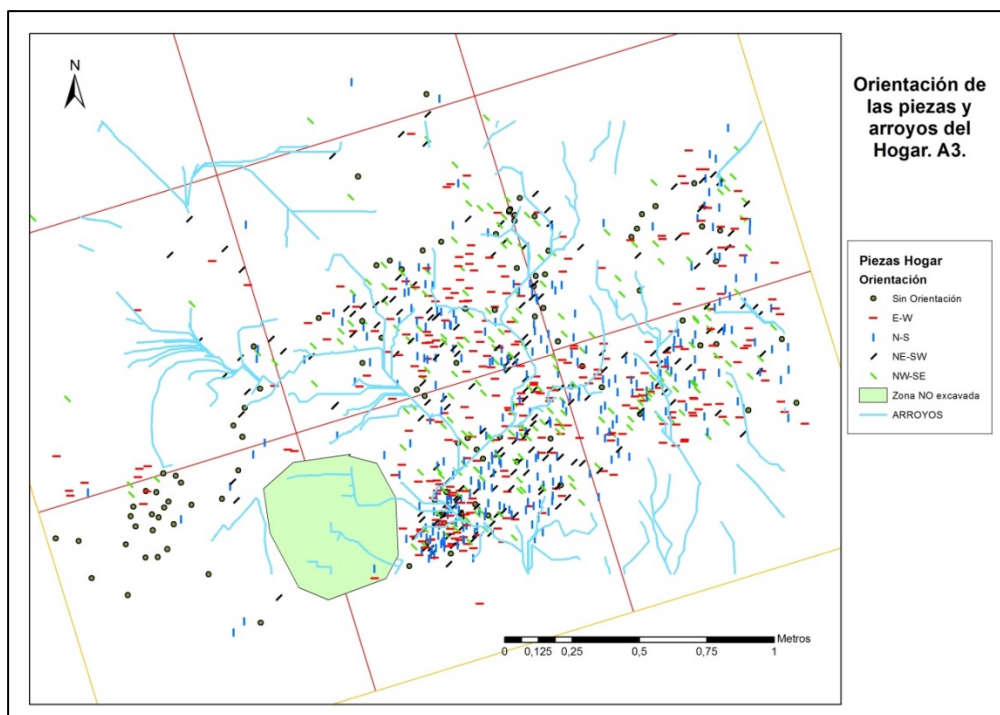 N
Orientación de
las piezas y
arroyos del
Hogar. A3.
Piezas Hogar
Orientación
Sin Orientación
E-W
N-S
NE-SW
NW-SE
Zona NO excavada
ARROYOS
Metros
0 0,125 0,25 0,5 0,75 1